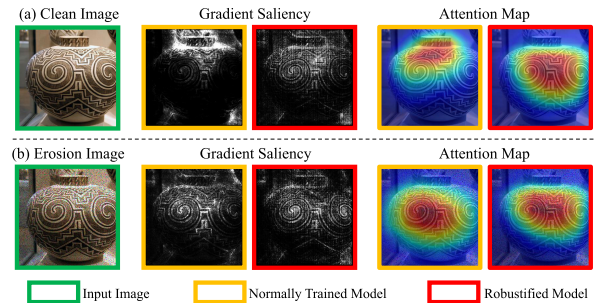 (a) Clean Image Gradient Saliency Attention Map
(b) Erosion Image Gradient Saliency Attention Map
Input Image Normally Trained Model Robustified Model